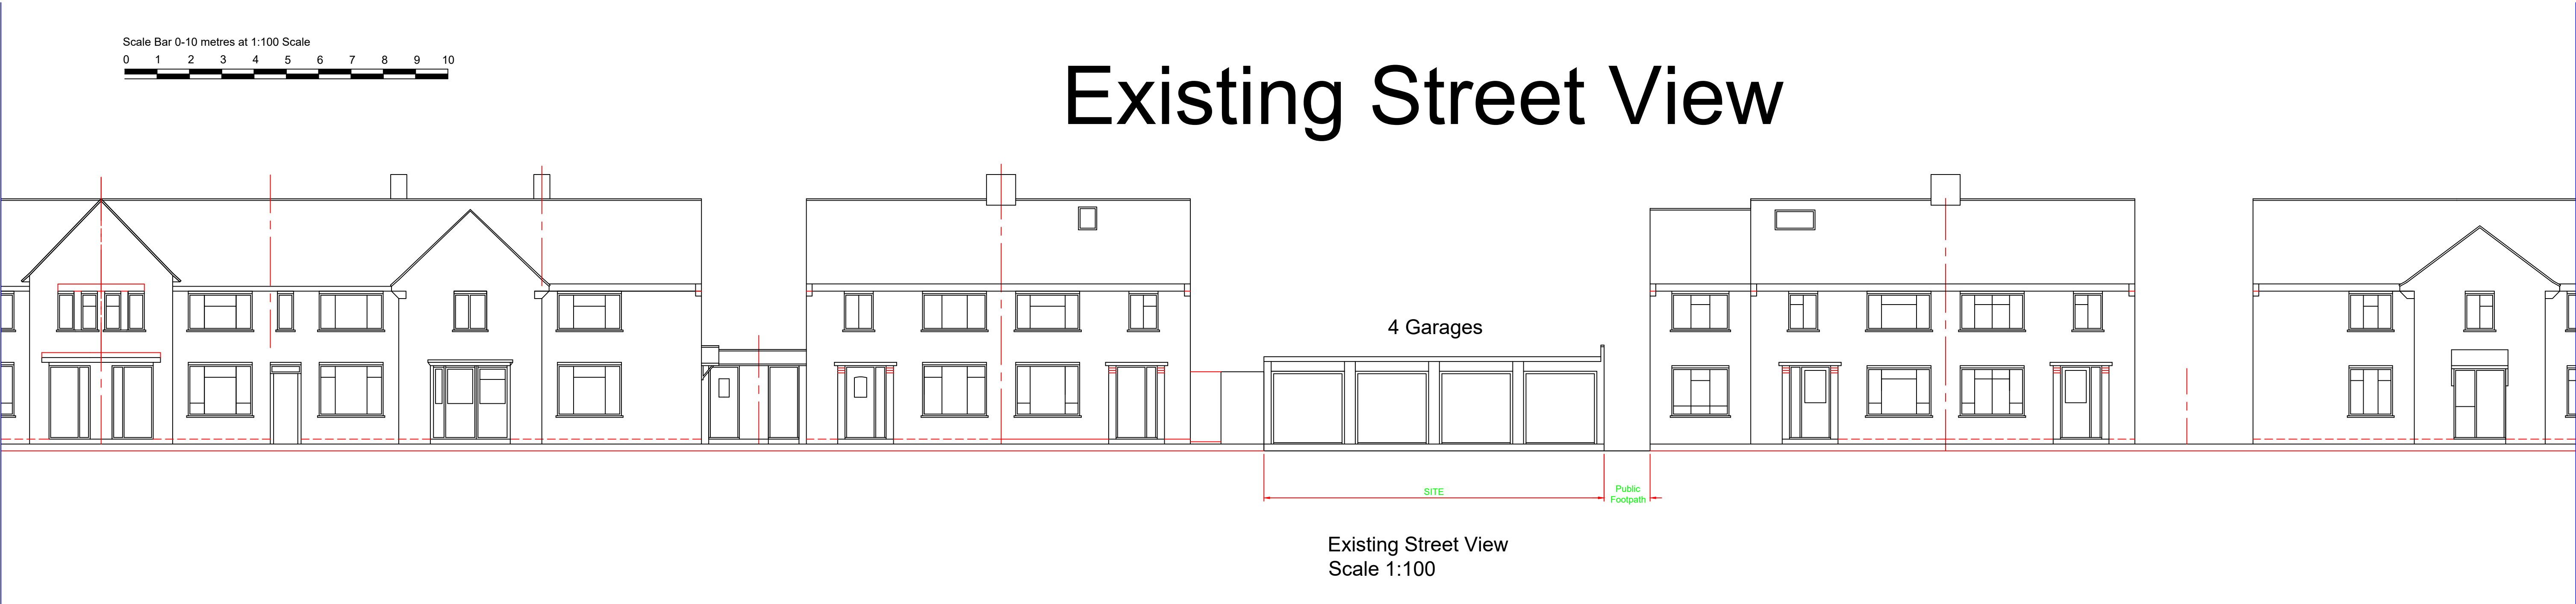 Scale Bar 0-10 metres at 1:100 Scale
0 1 2 3 4 5 6 7 8 9 10
Existing Street View
4 Garages
SITE
Public
Footpath
Existing Street View
Scale 1:100